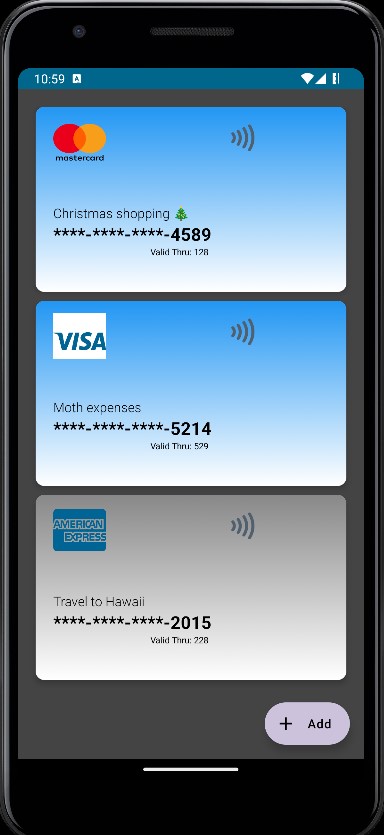 10:59 A
mastercard
Christmas shopping 🎄
****-****-****-4589
Valid Thru: 128
VISA
Moth expenses
****-****-****-5214
Valid Thru: 529
AMERICAN
EXPRESS
Travel to Hawaii
****-****-****-2015
Valid Thru: 228
+ Add